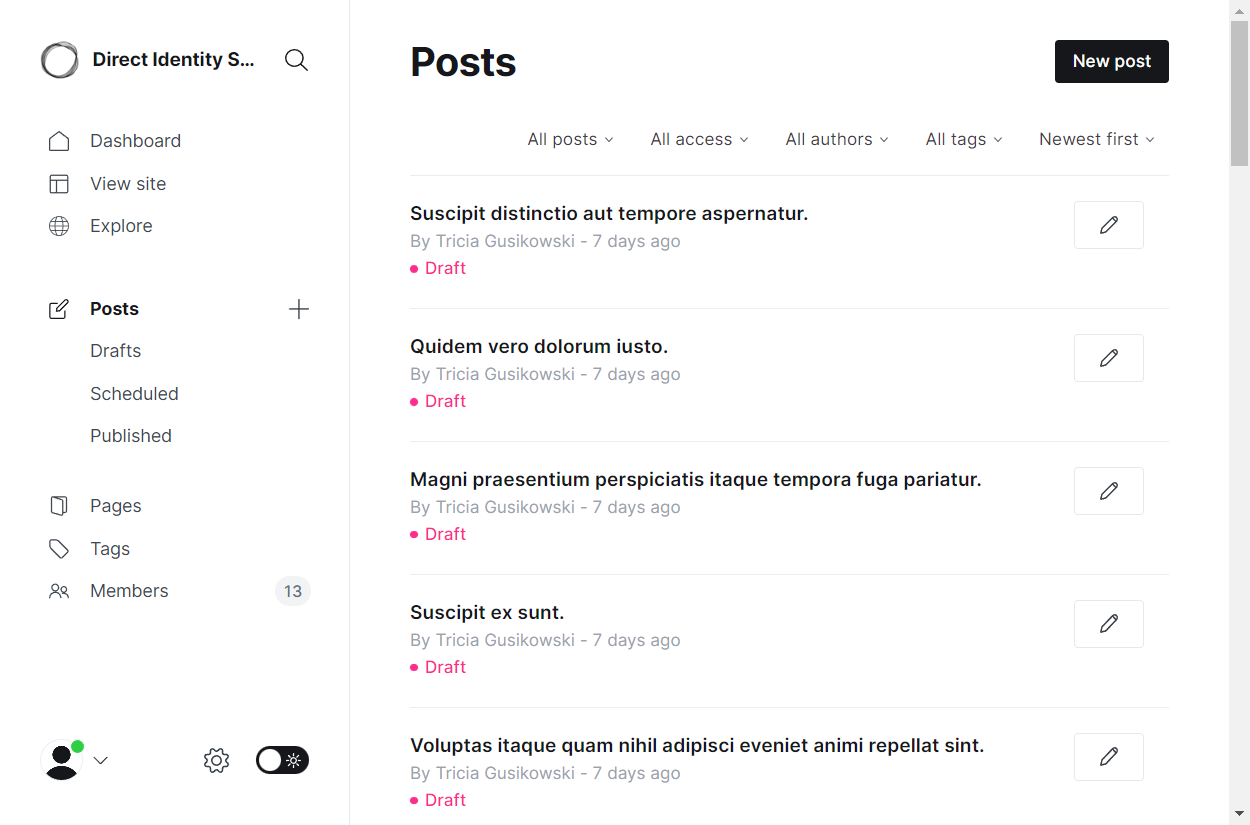 Direct Identity S...
Dashboard
View site
Explore
Posts
Drafts
Scheduled
Published
Pages
Tags
Members 13
Posts
New post
All posts All access All authors All tags Newest first
Suscipit distinctio aut tempore aspernatur.
By Tricia Gusikowski - 7 days ago
Draft
Quidem vero dolorum iusto.
By Tricia Gusikowski - 7 days ago
Draft
Magni praesentium perspiciatis itaque tempora fuga pariatur.
By Tricia Gusikowski - 7 days ago
Draft
Suscipit ex sunt.
By Tricia Gusikowski - 7 days ago
Draft
Voluptas itaque quam nihil adipisci eveniet animi repellat sint.
By Tricia Gusikowski - 7 days ago
Draft